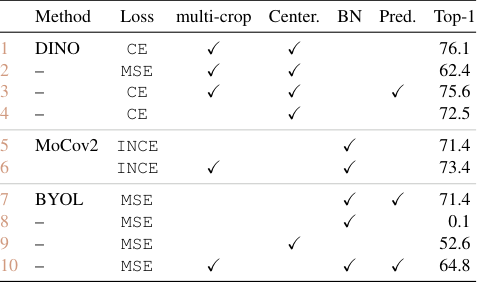 Method Loss multi-crop Center. BN Pred. Top-1
1 DINO CE ✓ ✓ 76.1
2 – MSE ✓ ✓ 62.4
3 – CE ✓ ✓ ✓ 75.6
4 – CE ✓ 72.5
5 MoCov2 INCE ✓ 71.4
6 INCE ✓ ✓ 73.4
7 BYOL MSE ✓ ✓ 71.4
8 – MSE ✓ 0.1
9 – MSE ✓ 52.6
10 – MSE ✓ ✓ ✓ 64.8